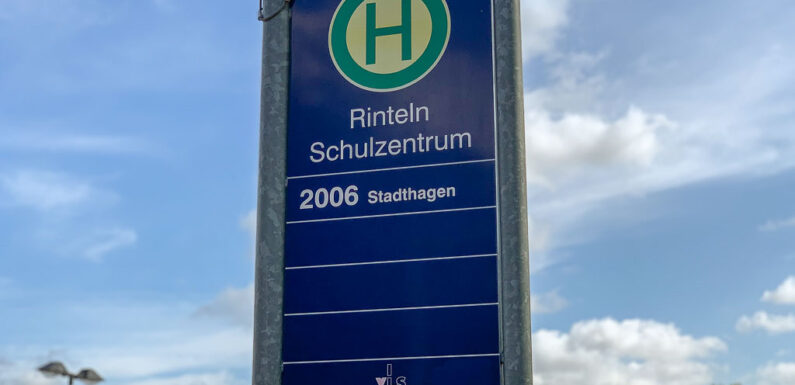 H
Rinteln
Schulzentrum
2006 Stadthagen